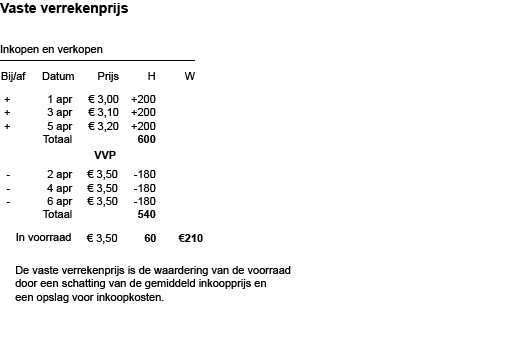 Vaste verrekenprijs
Inkopen en verkopen
Bij/af Datum Prijs H W
+ 1 apr € 3,00 +200
+ 3 apr € 3,10 +200
+ 5 apr € 3,20 +200
Totaal 600
VVP
- 2 apr € 3,50 -180
- 4 apr € 3,50 -180
- 6 apr € 3,50 -180
Totaal 540
In voorraad € 3,50 60 €210
De vaste verrekenprijs is de waardering van de voorraad
door een schatting van de gemiddeld inkoopprijs en
een opslag voor inkoopkosten.